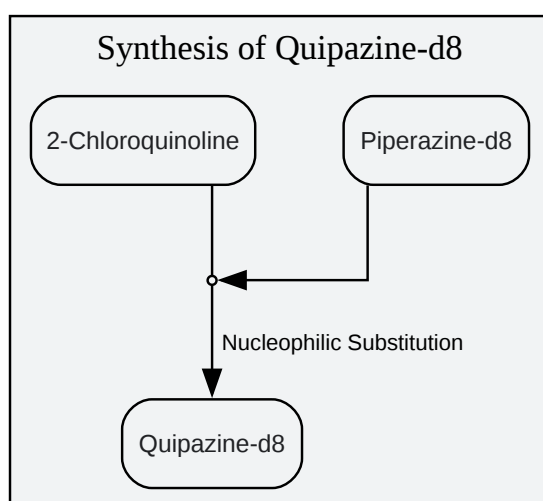 Synthesis of Quipazine-d8
2-Chloroquinoline
Piperazine-d8
Nucleophilic Substitution
Quipazine-d8